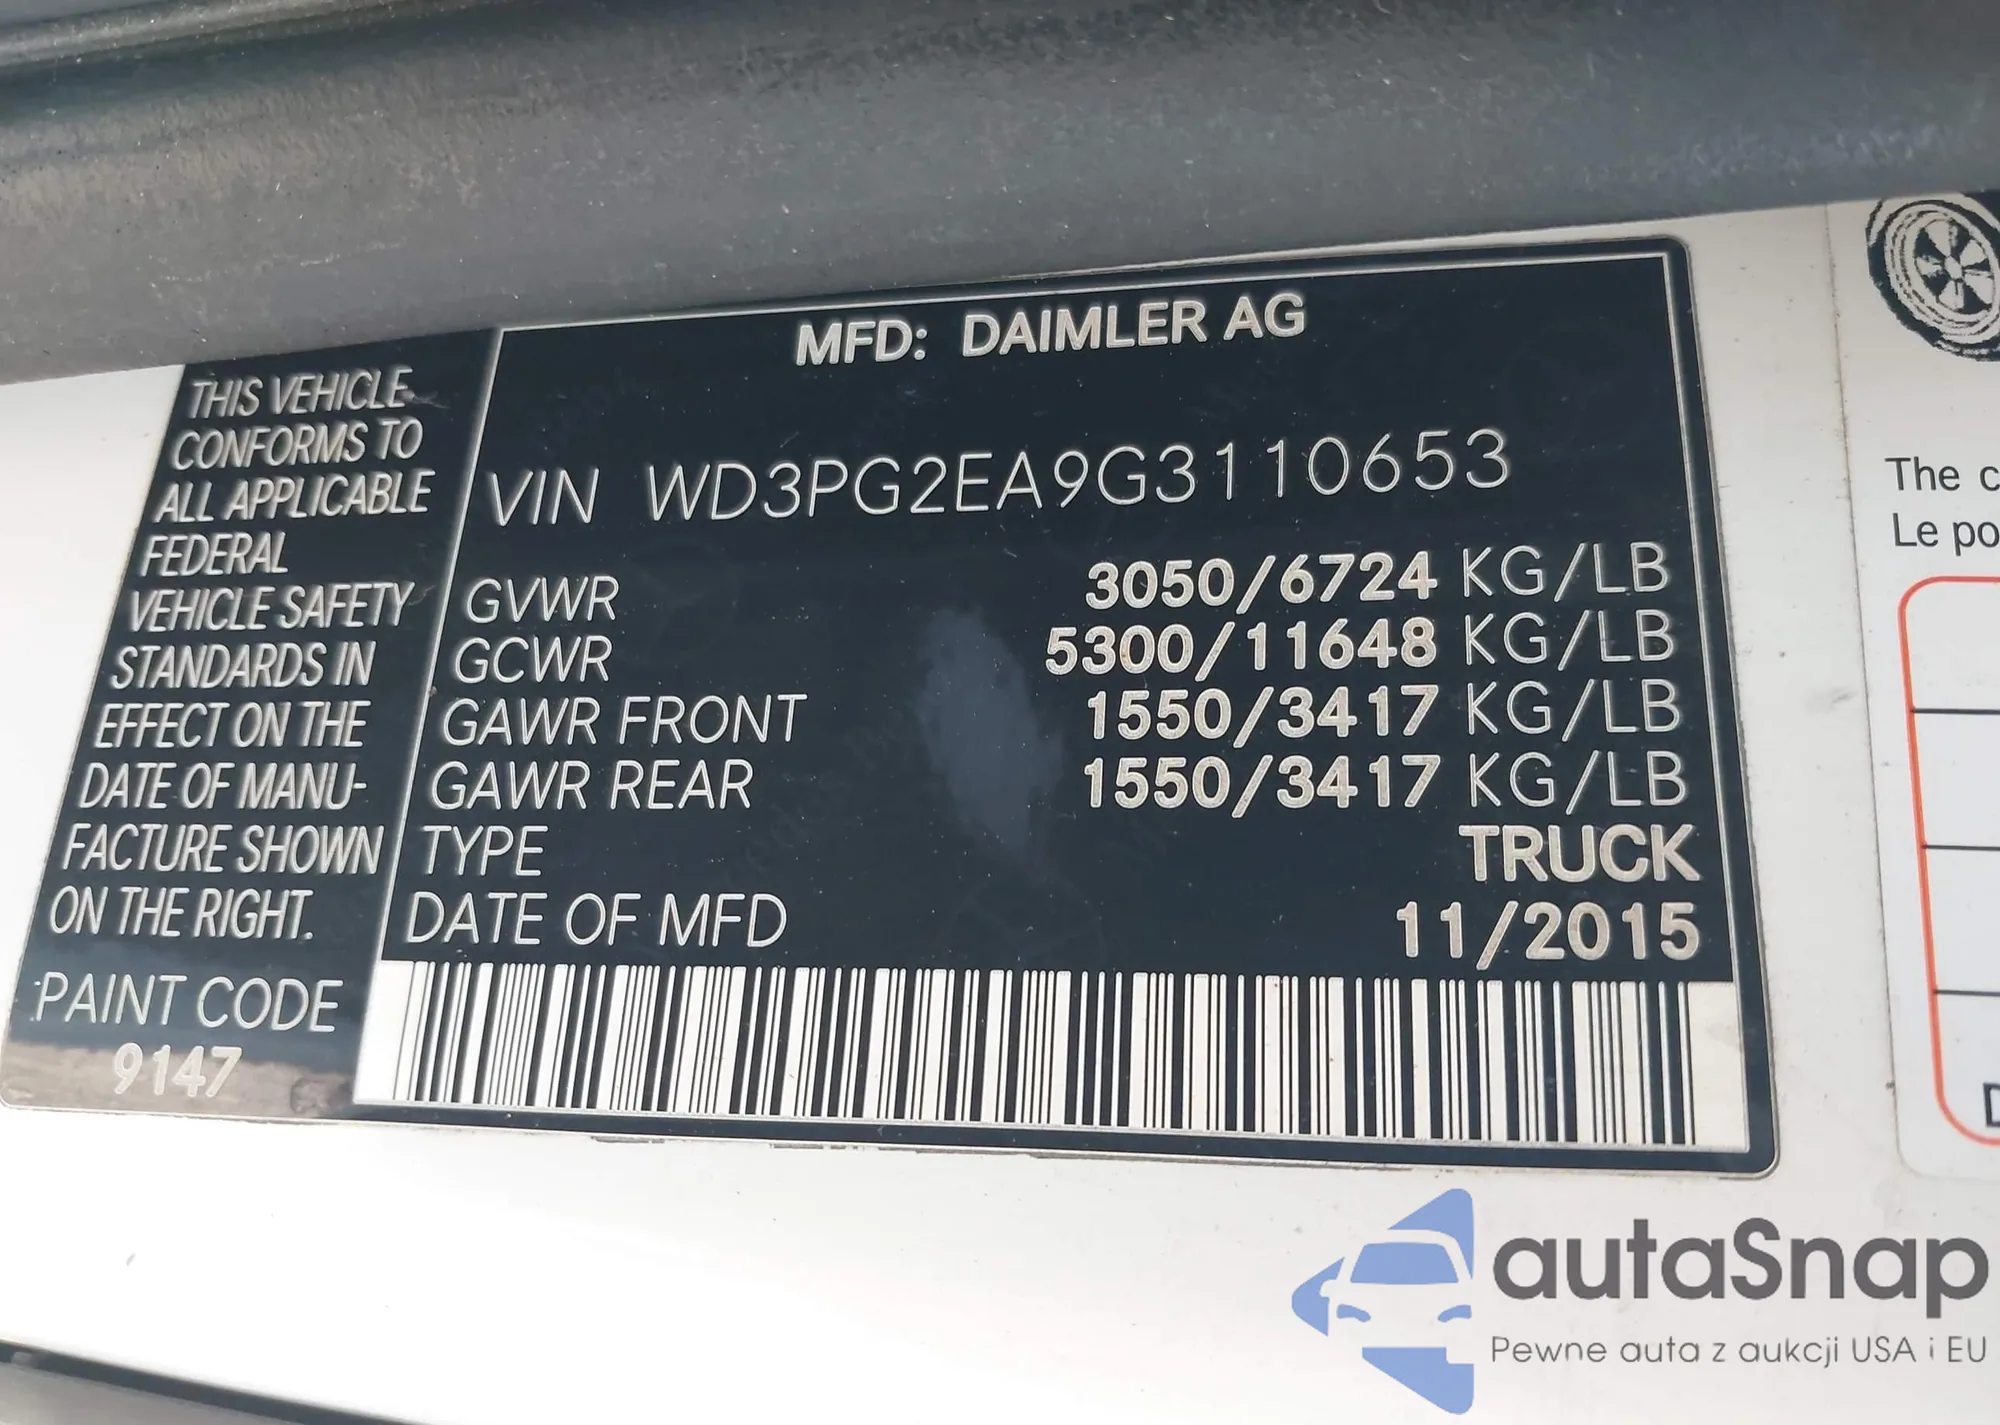 MFD: DAIMLER AG
THIS VEHICLE
CONFORMS TO
ALL APPLICABLE
FEDERAL
VEHICLE SAFETY
STANDARDS IN
EFFECT ON THE
DATE OF MANU-
FACTURE SHOWN
ON THE RIGHT.
PAINT CODE
9147
VIN WD3PG2EA9G3110653
GVWR 3050/6724 KG/LB
GCWR 5300/11648 KG/LB
GAWR FRONT 1550/3417 KG/LB
GAWR REAR 1550/3417 KG/LB
TYPE TRUCK
DATE OF MFD 11/2015
The
Le
autaSnap
Pewne auta z aukcji USA i EU